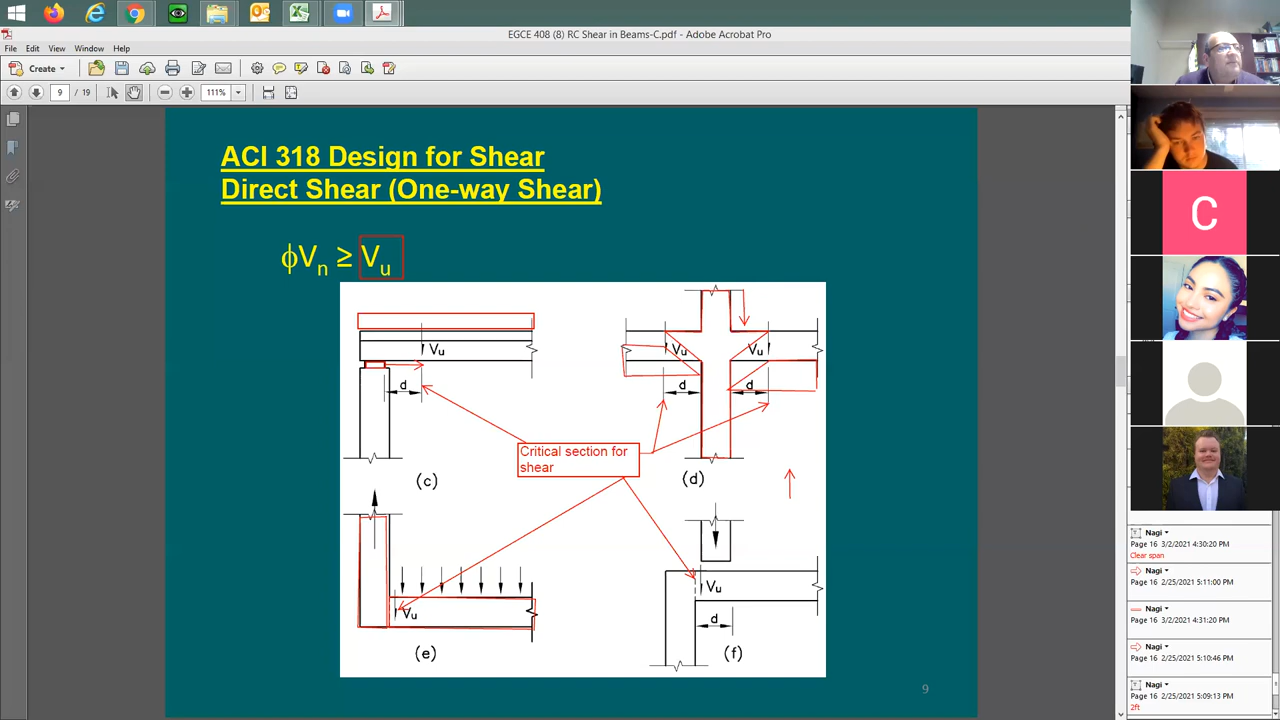 EGCE 408 (8) RC Shear in Beams-C.pdf - Adobe Acrobat Pro
File Edit View Window Help
Create
9 / 19 111%
ACI 318 Design for Shear
Direct Shear (One-way Shear)
ϕVn ≥ Vu
Vu
Vu Vu
d
d d
Critical section for
shear
(c)
(d)
Vu
Vu
d
(e)
(f)
9
C
Nagi
Page 16 3/2/2021 4:30:20 PM
Clear span
Nagi
Page 16 2/25/2021 5:11:00 PM
Nagi
Page 16 3/2/2021 4:31:20 PM
Nagi
Page 16 2/25/2021 5:10:46 PM
Nagi
Page 16 2/25/2021 5:09:13 PM
2ft